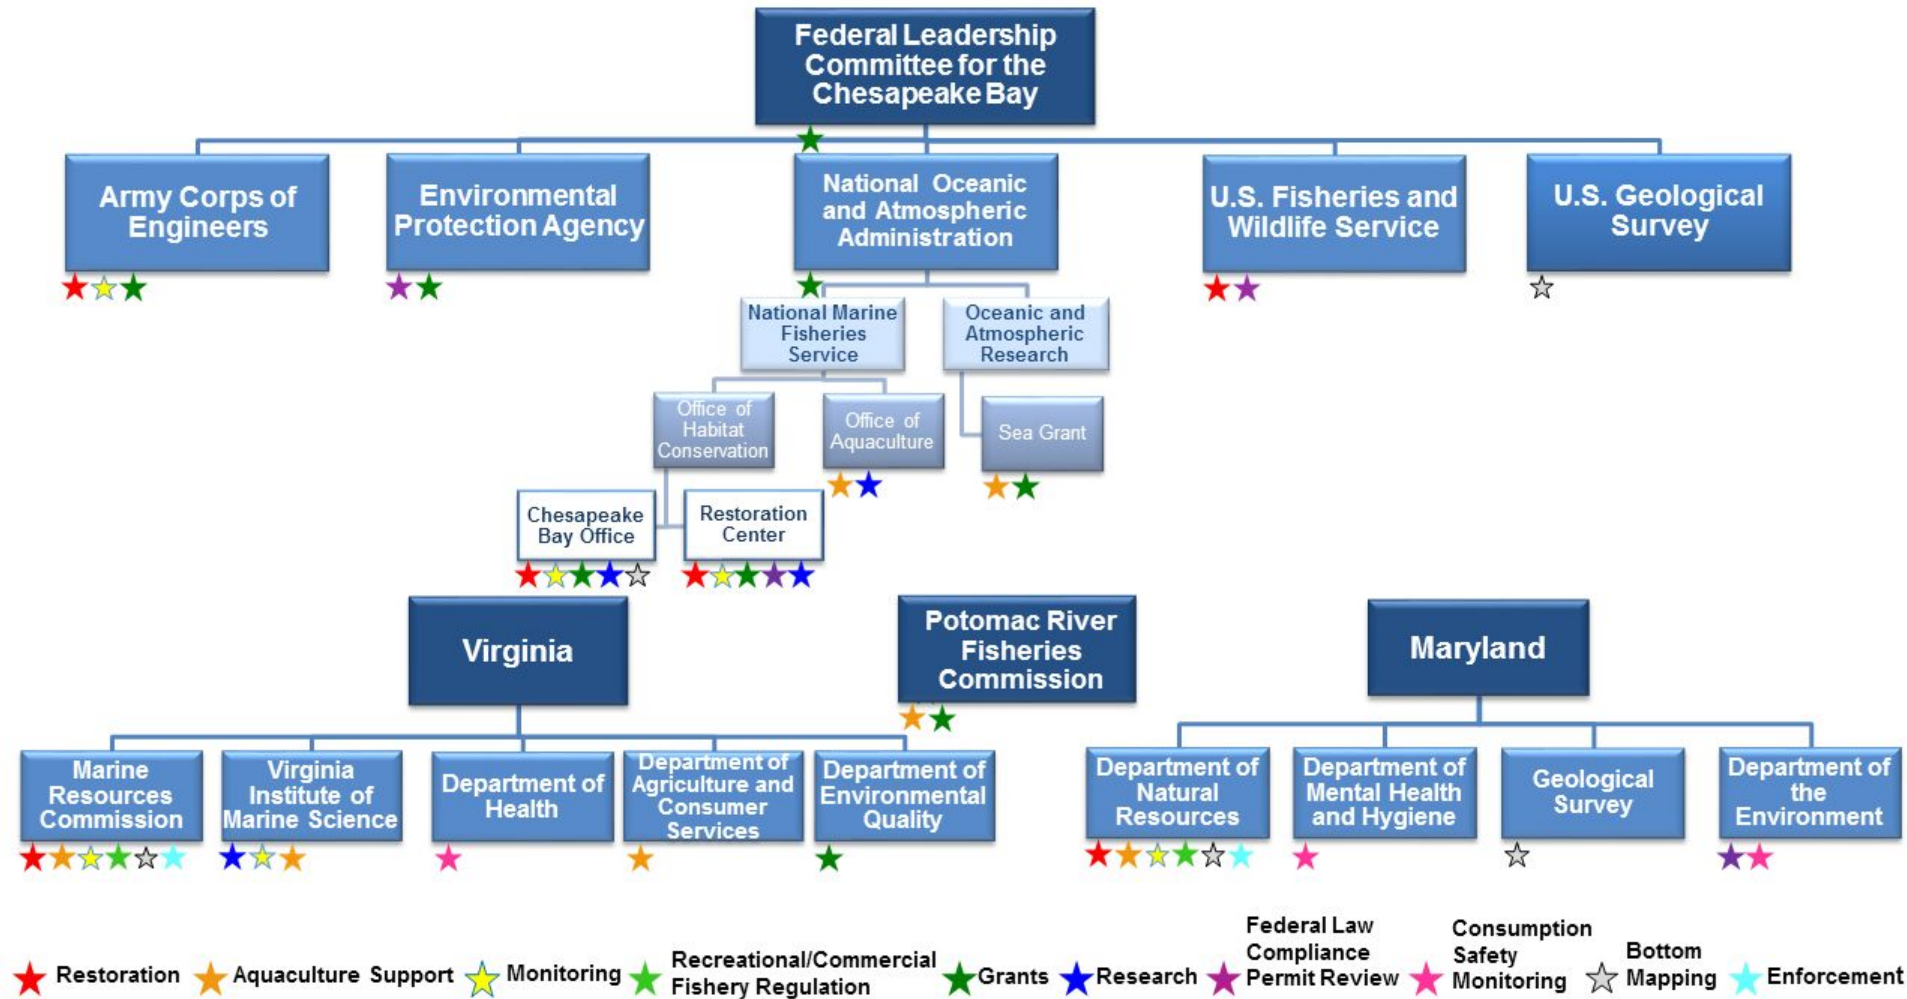 Federal Leadership
Committee for the
Chesapeake Bay
Army Corps of
Engineers
Environmental
Protection Agency
National Oceanic
and Atmospheric
Administration
U.S. Fisheries and
Wildlife Service
U.S. Geological
Survey
National Marine
Fisheries
Service
Oceanic and
Atmospheric
Research
Office of
Habitat
Conservation
Office of
Aquaculture
Sea Grant
Chesapeake
Bay Office
Restoration
Center
Virginia
Potomac River
Fisheries
Commission
Maryland
Marine
Resources
Commission
Virginia
Institute of
Marine Science
Department of
Health
Department of
Agriculture and
Consumer
Services
Department of
Environmental
Quality
Department of
Natural
Resources
Department of
Mental Health
and Hygiene
Geological
Survey
Department of
the
Environment
Restoration
Aquaculture Support
Monitoring
Recreational/Commercial
Fishery Regulation
Grants
Research
Federal Law
Compliance
Permit Review
Consumption
Safety
Monitoring
Bottom
Mapping
Enforcement